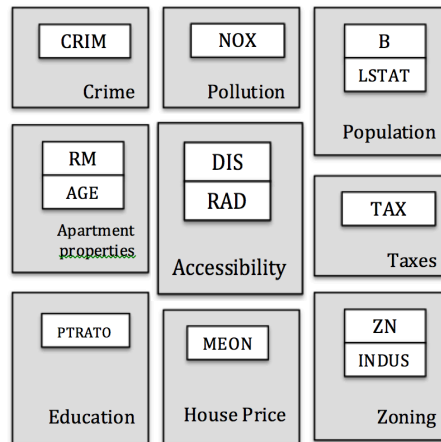 CRIM
Crime
NOX
Pollution
B
LSTAT
Population
RM
AGE
Apartment
properties
DIS
RAD
Accessibility
TAX
Taxes
PTRATO
Education
MEON
House Price
ZN
INDUS
Zoning